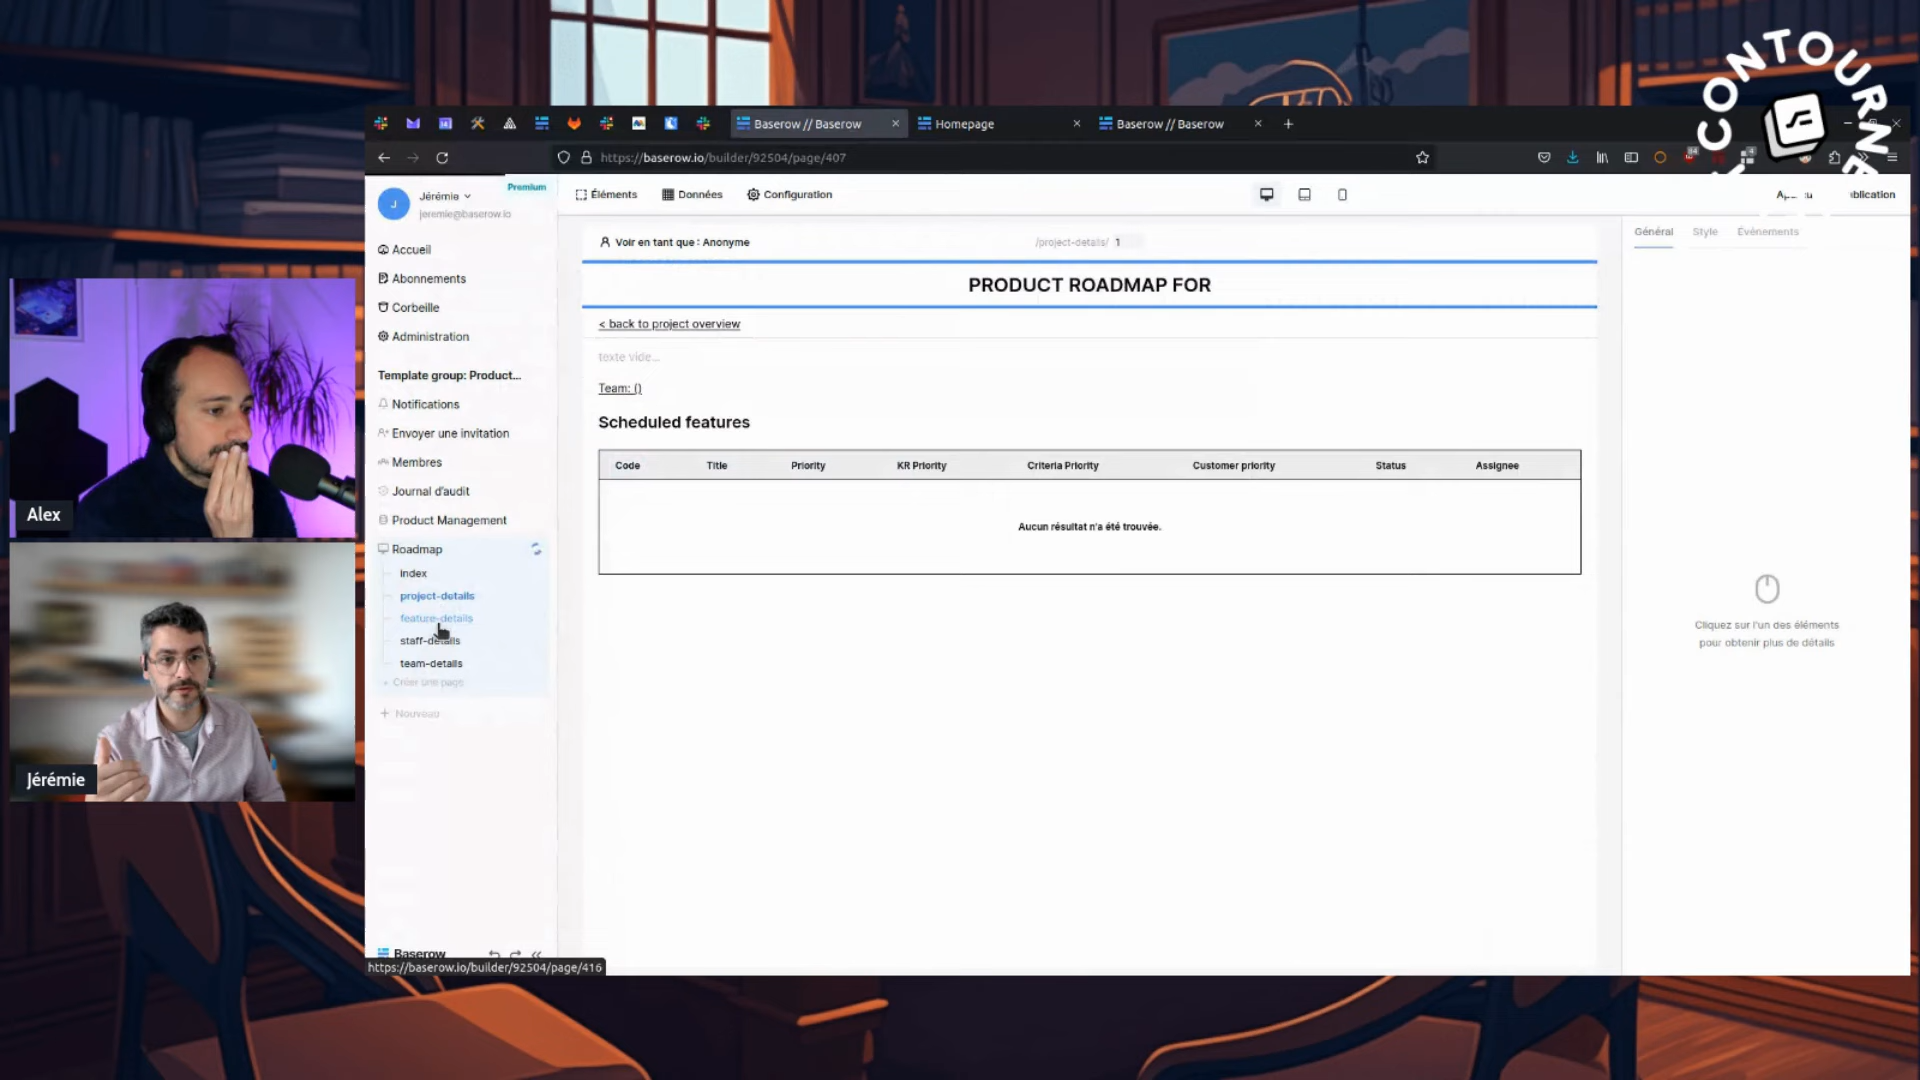 CONTOURNE
Baserow // Baserow
Homepage
Baserow // Baserow
https://baserow.io/builder/92504/page/407
J
Jérémie
jeremie@baserow.io
Premium
Éléments
Données
Configuration
Accueil
Abonnements
Corbeille
Administration
Template group: Product...
Notifications
Envoyer une invitation
Membres
Journal d'audit
Product Management
Roadmap
index
project-details
feature-details
staff-details
team-details
+ Créer une page
+ Nouveau
Baserow
https://baserow.io/builder/92504/page/416
Voir en tant que : Anonyme
/project-details/ 1
PRODUCT ROADMAP FOR
< back to project overview
texte vide...
Team: ()
Scheduled features
Code Title Priority KR Priority Criteria Priority Customer priority Status Assignee
Aucun résultat n'a été trouvée.
Général Style Événements
Cliquez sur l'un des éléments
pour obtenir plus de détails
Alex
Jérémie